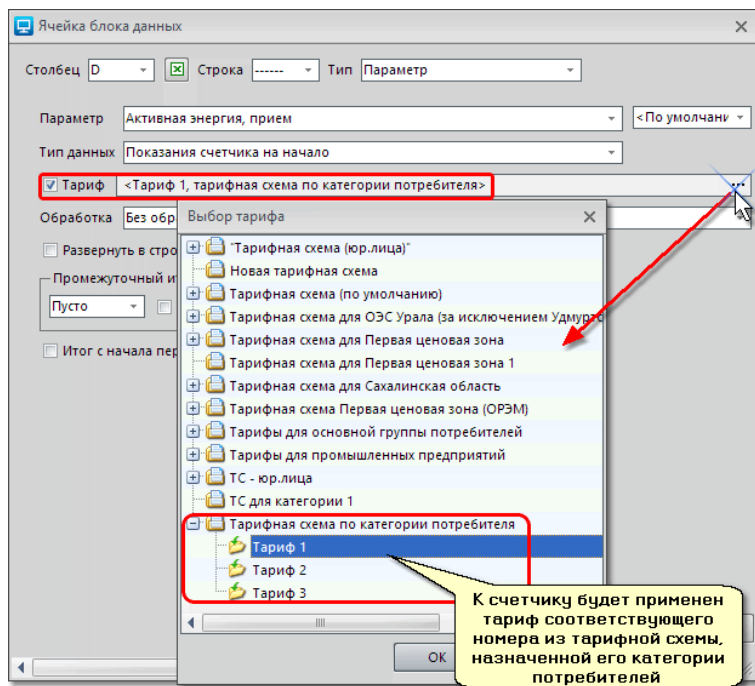 Ячейка блока данных
Столбец D Строка ------ Тип Параметр
Параметр Активная энергия, прием <По умолчани
Тип данных Показания счетчика на начало
Тариф <Тариф 1, тарифная схема по категории потребителя> ...
Обработка Без обр
Выбор тарифа
Развернуть в стро
Промежуточный и
Пусто
Итог с начала пер
"Тарифная схема (юр.лица)"
Новая тарифная схема
Тарифная схема (по умолчанию)
Тарифная схема для ОЭС Урала (за исключением Удмуртс
Тарифная схема для Первая ценовая зона
Тарифная схема для Первая ценовая зона 1
Тарифная схема для Сахалинская область
Тарифная схема Первая ценовая зона (ОРЭМ)
Тарифы для основной группы потребителей
Тарифы для промышленных предприятий
ТС - юр.лица
ТС для категории 1
Тарифная схема по категории потребителя
Тариф 1
Тариф 2
Тариф 3
К счетчику будет применен
тариф соответствующего
номера из тарифной схемы,
назначенной его категории
потребителей
ОК